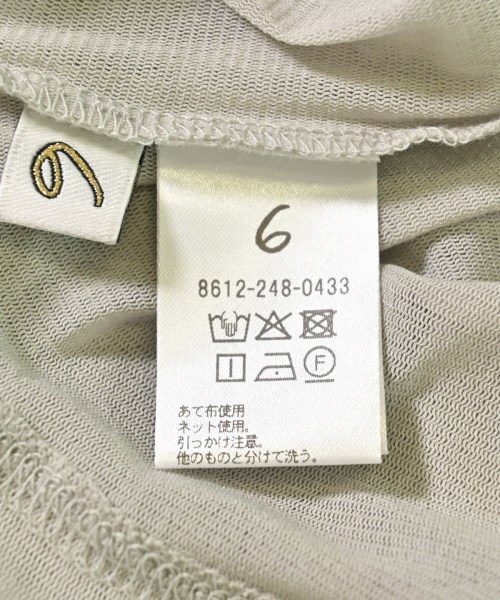 6
6
8612-248-0433
F
あて布使用
ネット使用。
引っかけ注意。
他のものと分けて洗う。